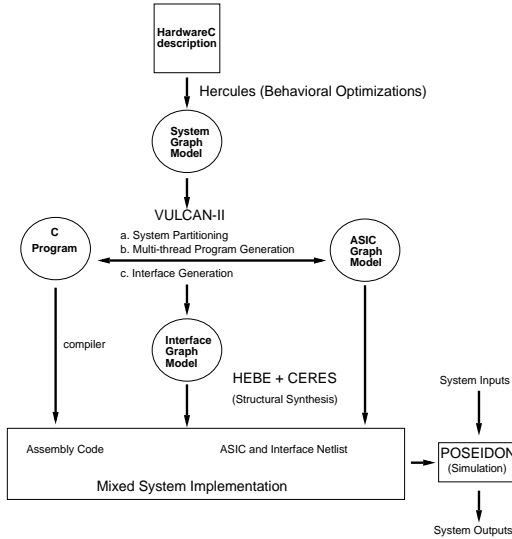 HardwareC
description
Hercules (Behavioral Optimizations)
System
Graph
Model
VULCAN-II
a. System Partitioning
b. Multi-thread Program Generation
c. Interface Generation
C
Program
ASIC
Graph
Model
compiler
Interface
Graph
Model
HEBE + CERES
(Structural Synthesis)
System Inputs
Assembly Code
ASIC and Interface Netlist
Mixed System Implementation
POSEIDON
(Simulation)
System Outputs